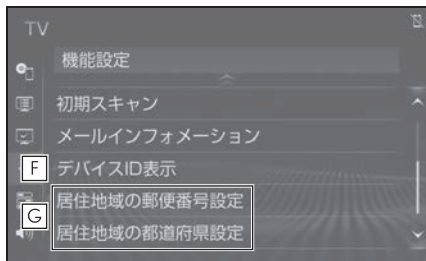 TV
機能設定
初期スキャン
メールインフォメーション
F デバイスID表示
G 居住地域の郵便番号設定
居住地域の都道府県設定